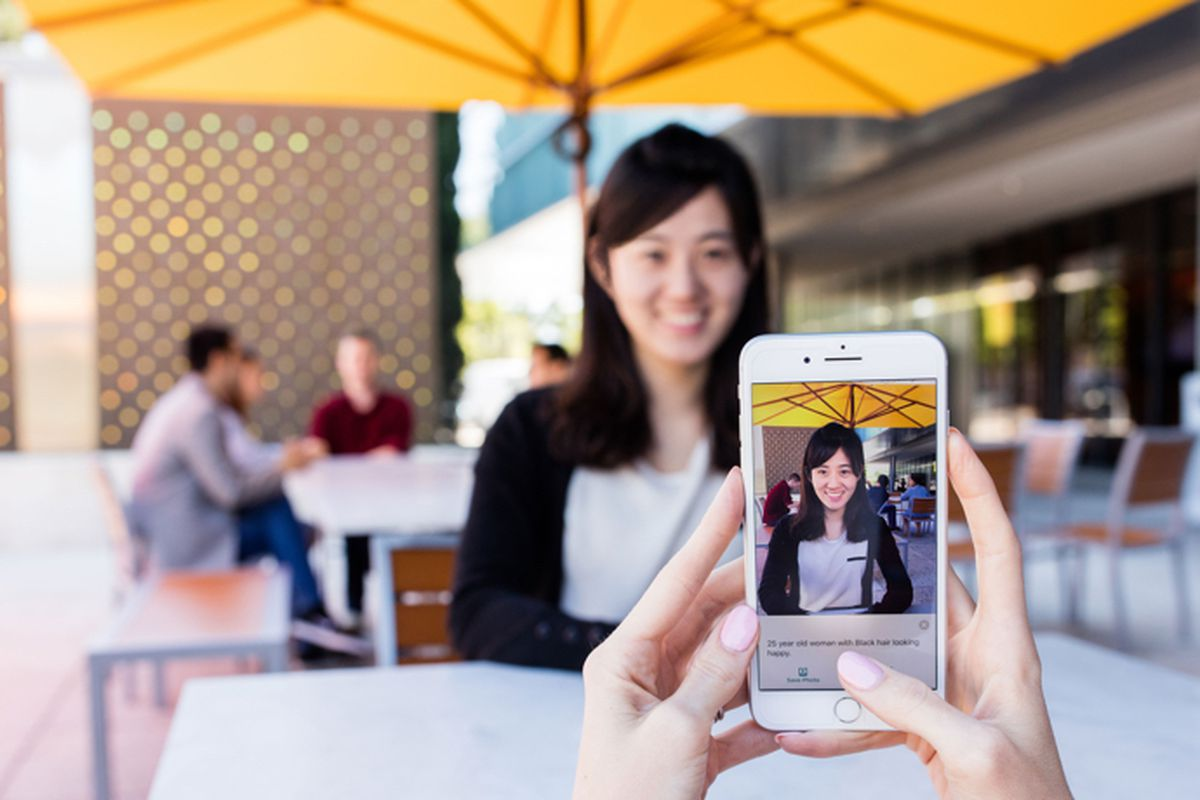 25 year old woman with Black hair looking
happy.
Save Photo